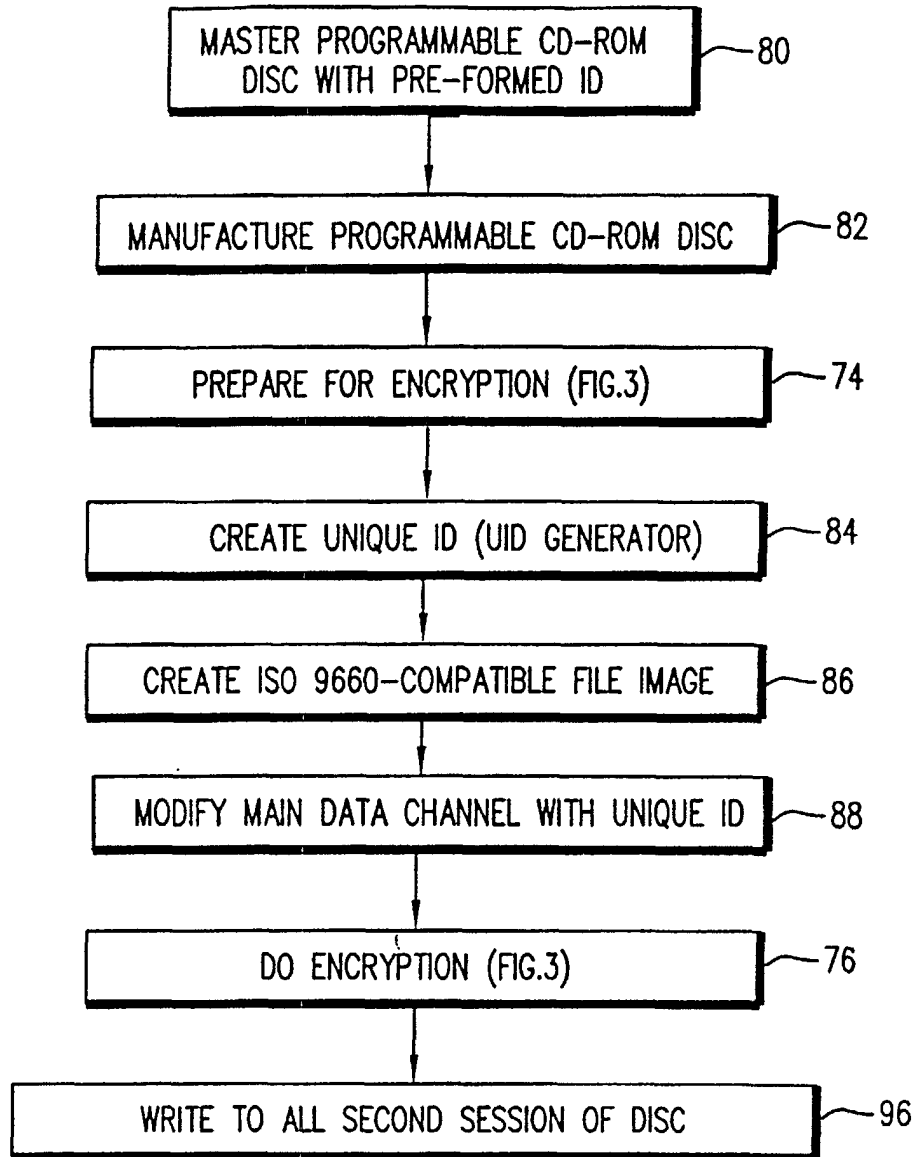 MASTER PROGRAMMABLE CD-ROM
DISC WITH PRE-FORMED ID
80
MANUFACTURE PROGRAMMABLE CD-ROM DISC
82
PREPARE FOR ENCRYPTION (FIG.3)
74
CREATE UNIQUE ID (UID GENERATOR)
84
CREATE ISO 9660-COMPATIBLE FILE IMAGE
86
MODIFY MAIN DATA CHANNEL WITH UNIQUE ID
88
DO ENCRYPTION (FIG.3)
76
WRITE TO ALL SECOND SESSION OF DISC
96